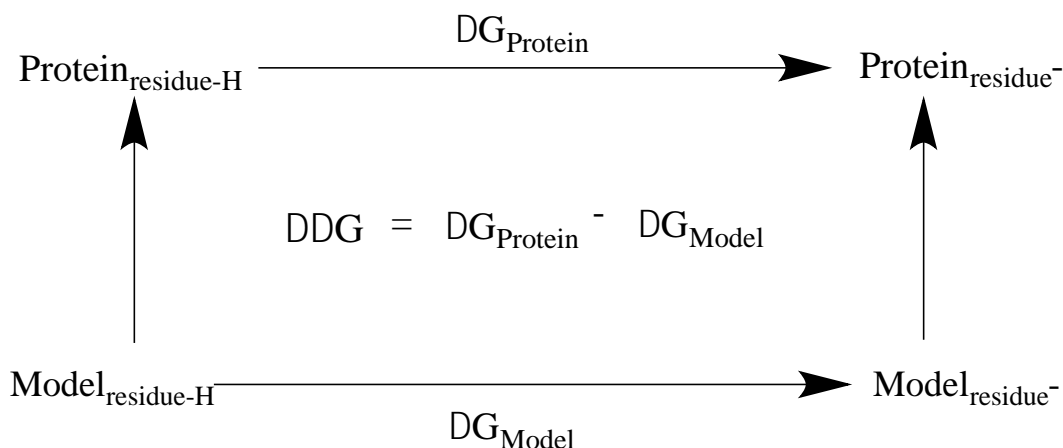 DG_Protein
Protein_residue-H Protein_residue-
DDG = DG_Protein - DG_Model
Model_residue-H Model_residue-
DG_Model